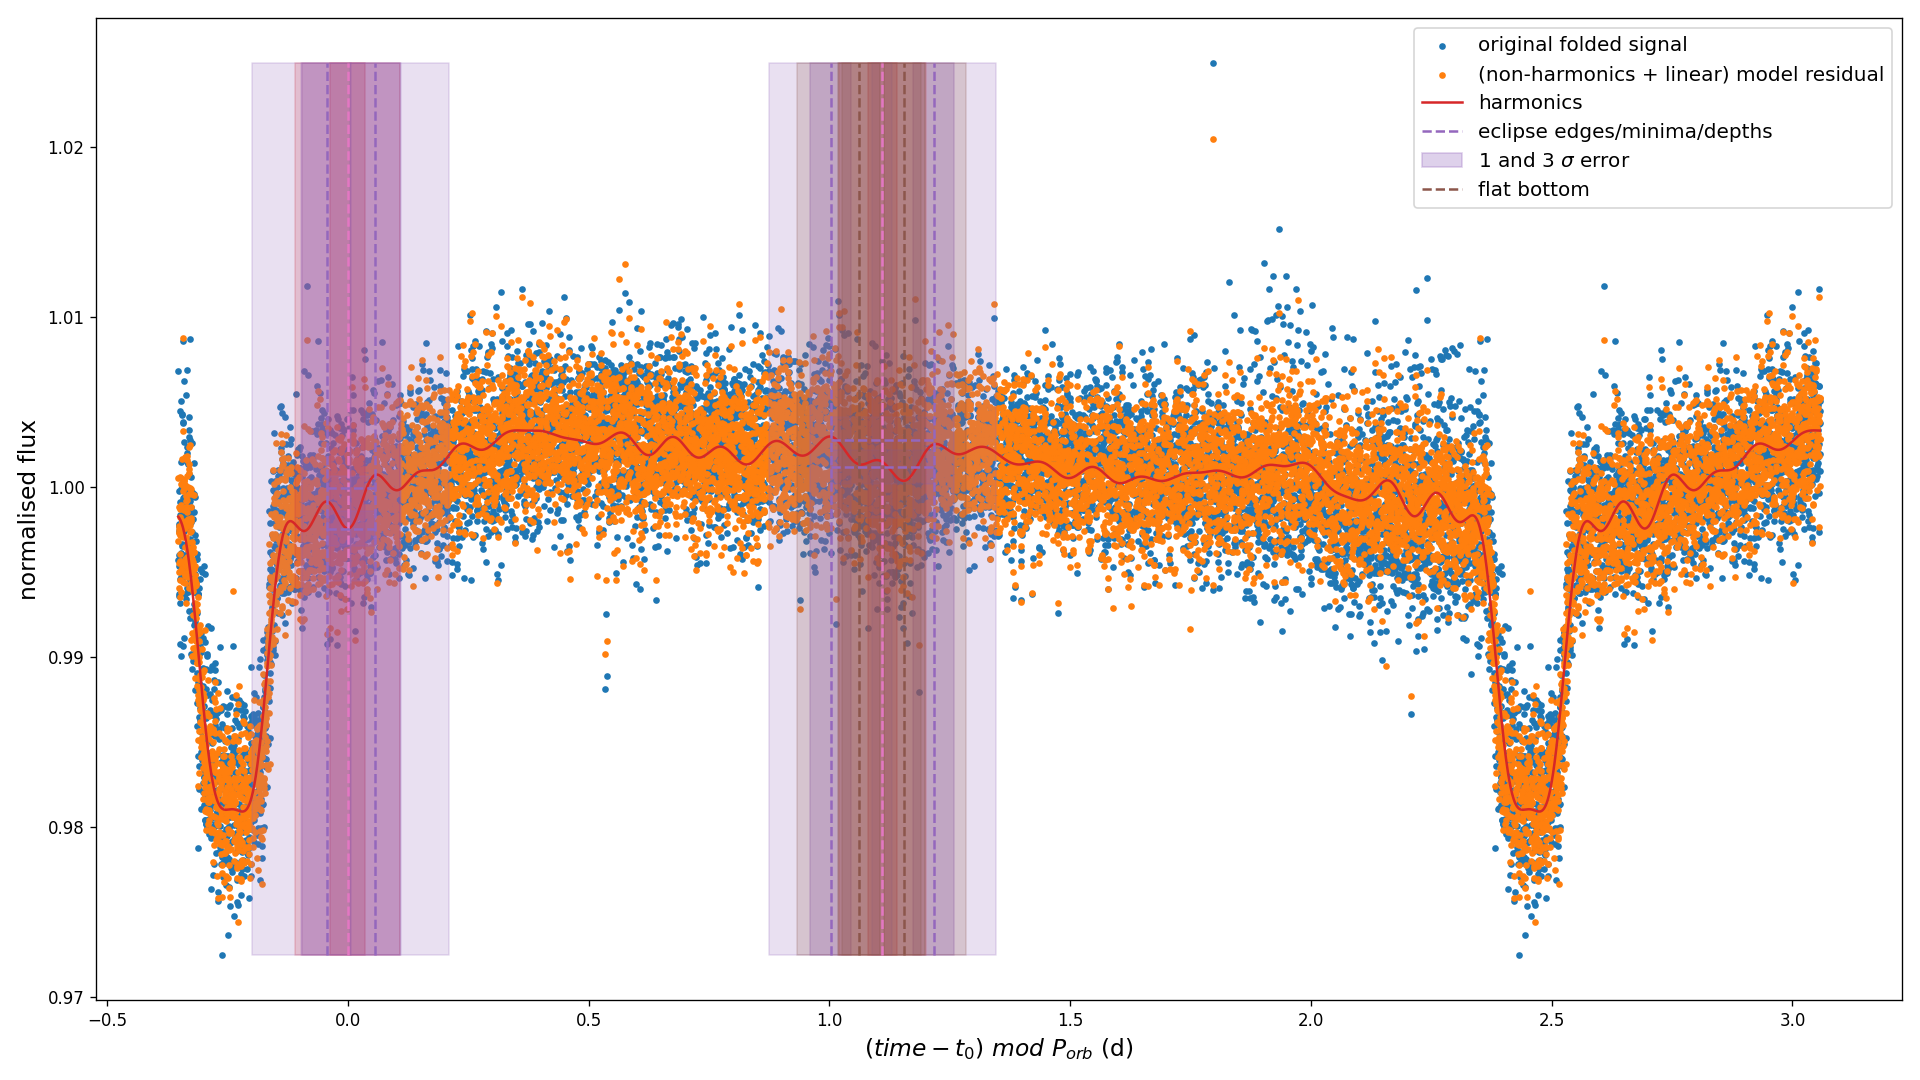 original folded signal
(non-harmonics + linear) model residual
harmonics
eclipse edges/minima/depths
1 and 3 σ error
flat bottom
normalised flux
1.02
1.01
1.00
0.99
0.98
0.97
−0.5 0.0 0.5 1.0 1.5 2.0 2.5 3.0
(time − t₀) mod Pₒᵣb (d)